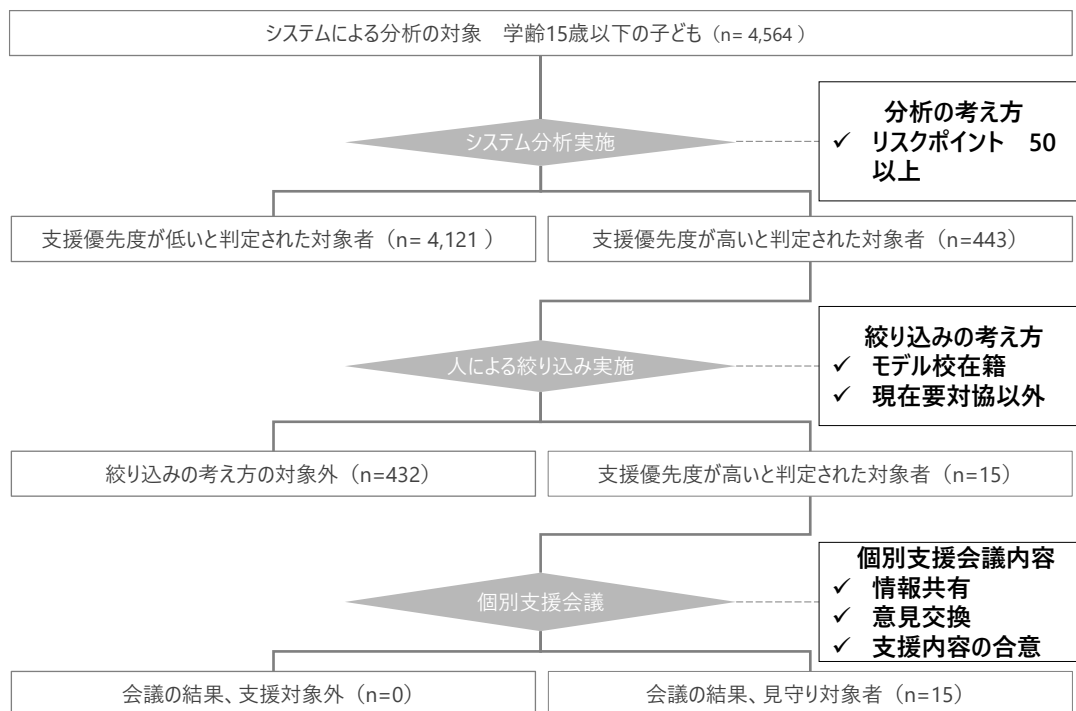 システムによる分析の対象　学齢15歳以下の子ども（n= 4,564 ）
分析の考え方
✓ リスクポイント　50
以上
システム分析実施
支援優先度が低いと判定された対象者（n= 4,121 ）
支援優先度が高いと判定された対象者（n=443）
絞り込みの考え方
✓ モデル校在籍
✓ 現在要対協以外
人による絞り込み実施
絞り込みの考え方の対象外（n=432）
支援優先度が高いと判定された対象者（n=15）
個別支援会議内容
✓ 情報共有
✓ 意見交換
✓ 支援内容の合意
個別支援会議
会議の結果、支援対象外（n=0）
会議の結果、見守り対象者（n=15）